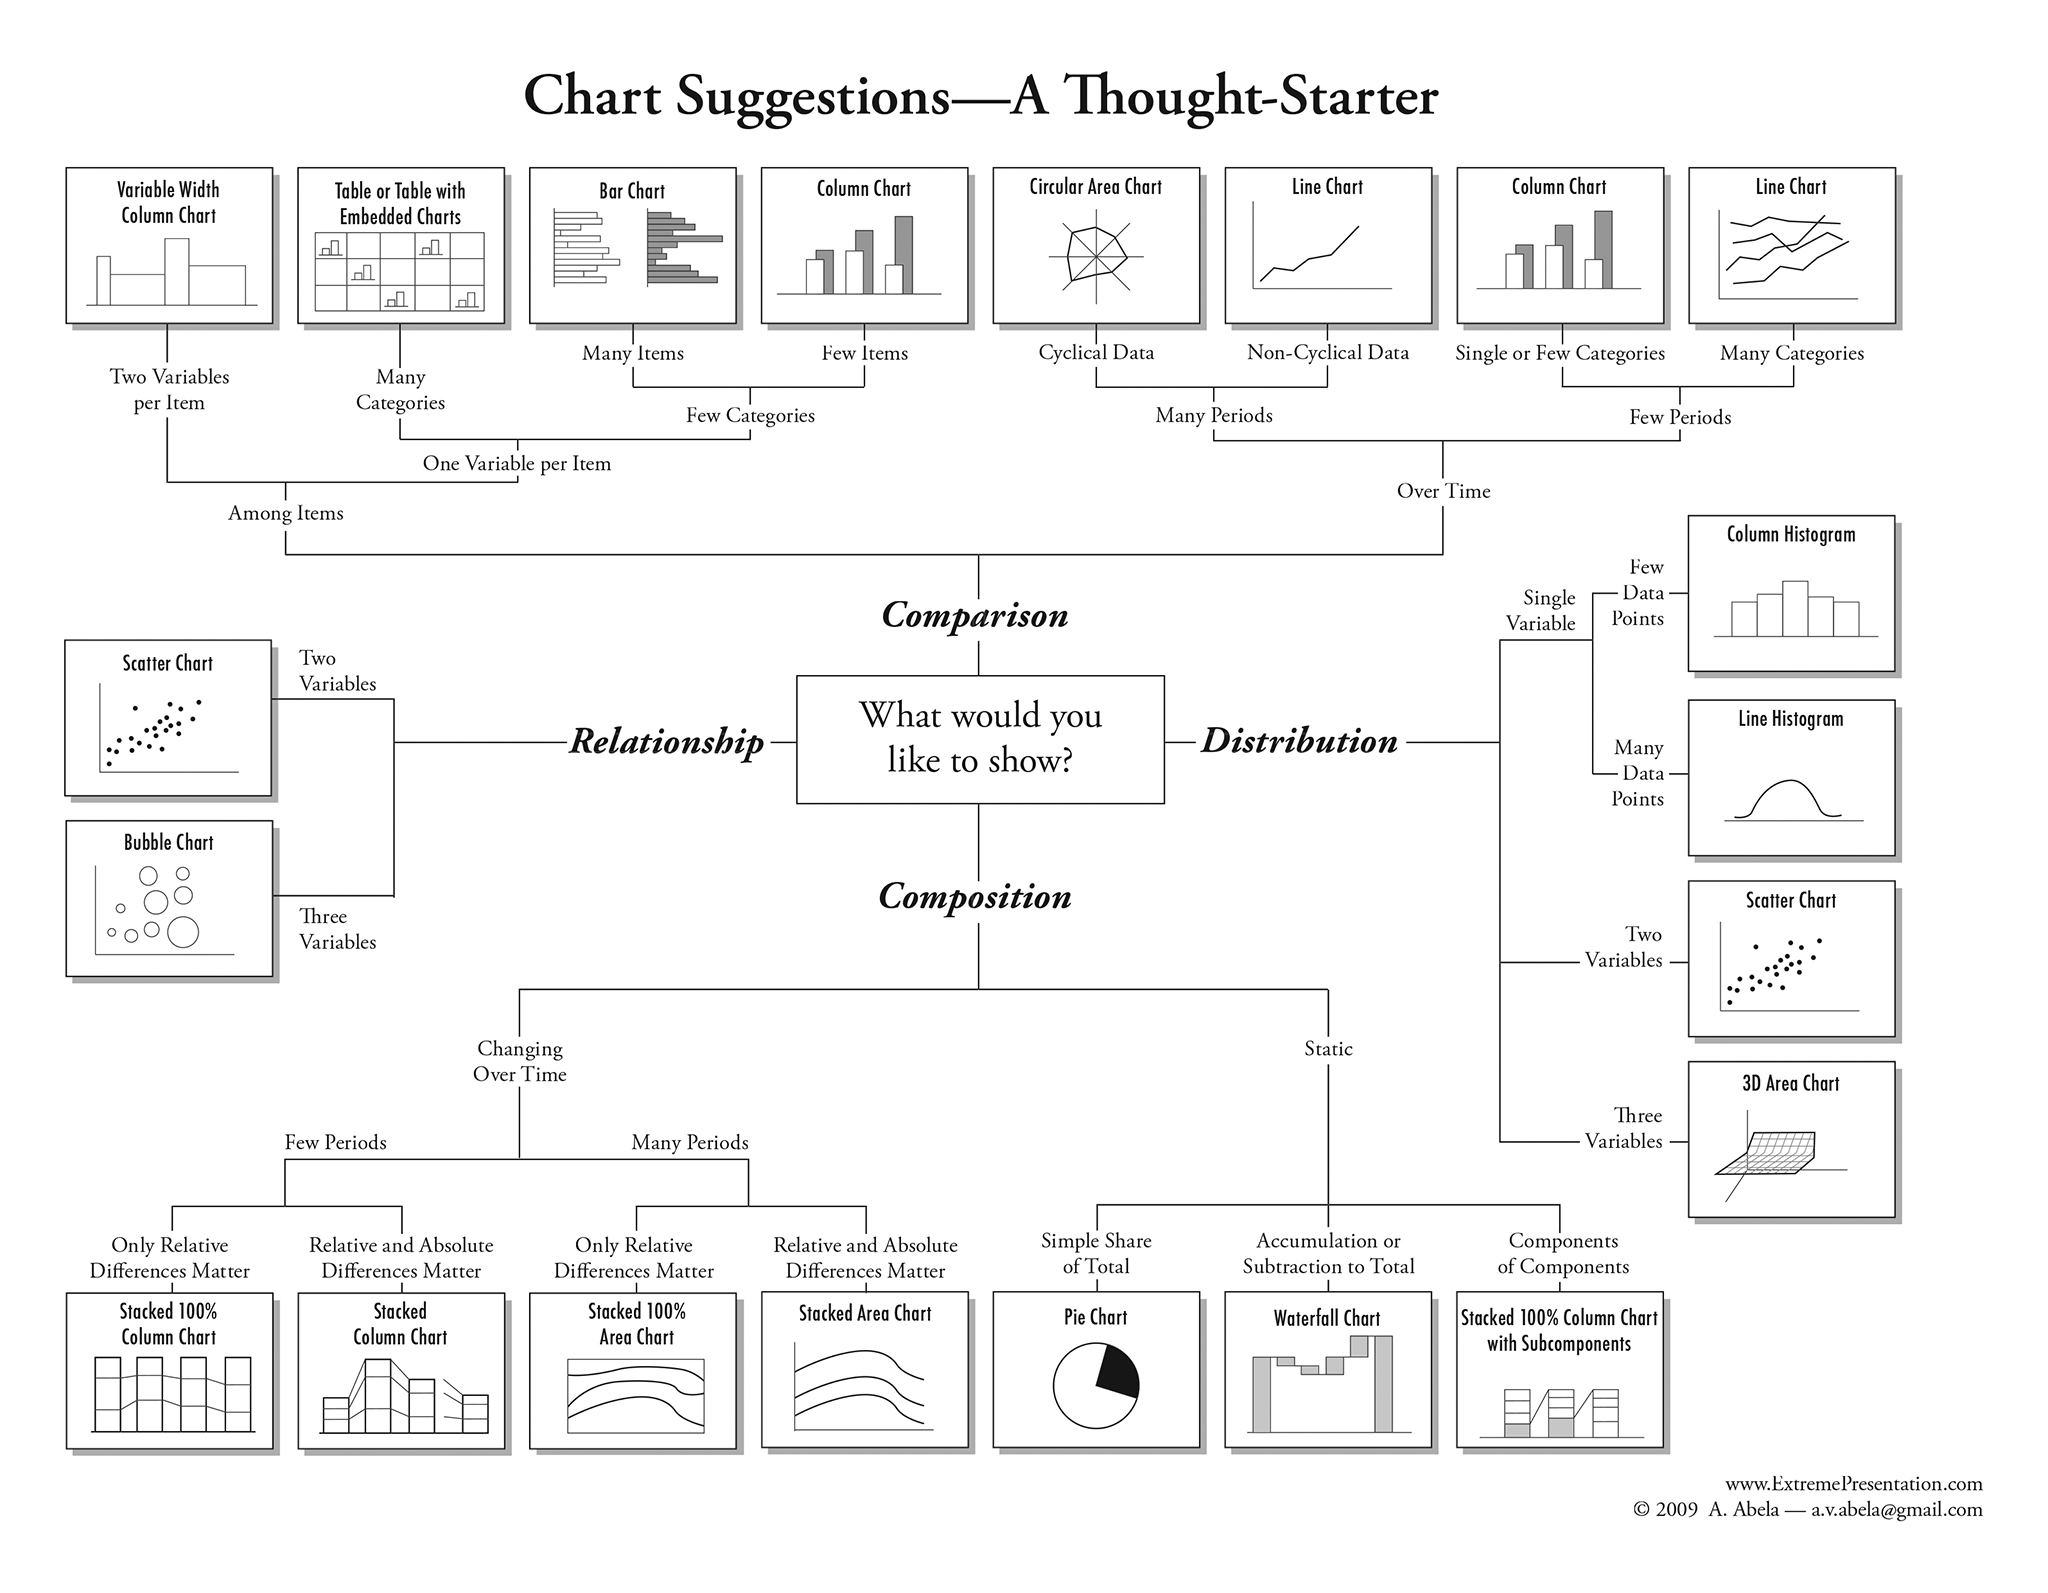 Chart Suggestions—A Thought-Starter
Variable Width
Column Chart
Table or Table with
Embedded Charts
Bar Chart
Column Chart
Circular Area Chart
Line Chart
Column Chart
Line Chart
Two Variables
per Item
Many
Categories
Many Items
Few Items
Cyclical Data
Non-Cyclical Data
Single or Few Categories
Many Categories
Few Categories
Many Periods
Few Periods
One Variable per Item
Among Items
Over Time
Comparison
What would you
like to show?
Relationship
Two
Variables
Scatter Chart
Bubble Chart
Three
Variables
Distribution
Single
Variable
Few
Data
Points
Column Histogram
Many
Data
Points
Line Histogram
Two
Variables
Scatter Chart
Three
Variables
3D Area Chart
Composition
Changing
Over Time
Static
Few Periods
Many Periods
Only Relative
Differences Matter
Relative and Absolute
Differences Matter
Only Relative
Differences Matter
Relative and Absolute
Differences Matter
Simple Share
of Total
Accumulation or
Subtraction to Total
Components
of Components
Stacked 100%
Column Chart
Stacked
Column Chart
Stacked 100%
Area Chart
Stacked Area Chart
Pie Chart
Waterfall Chart
Stacked 100% Column Chart
with Subcomponents
www.ExtremePresentation.com
© 2009 A. Abela — a.v.abela@gmail.com